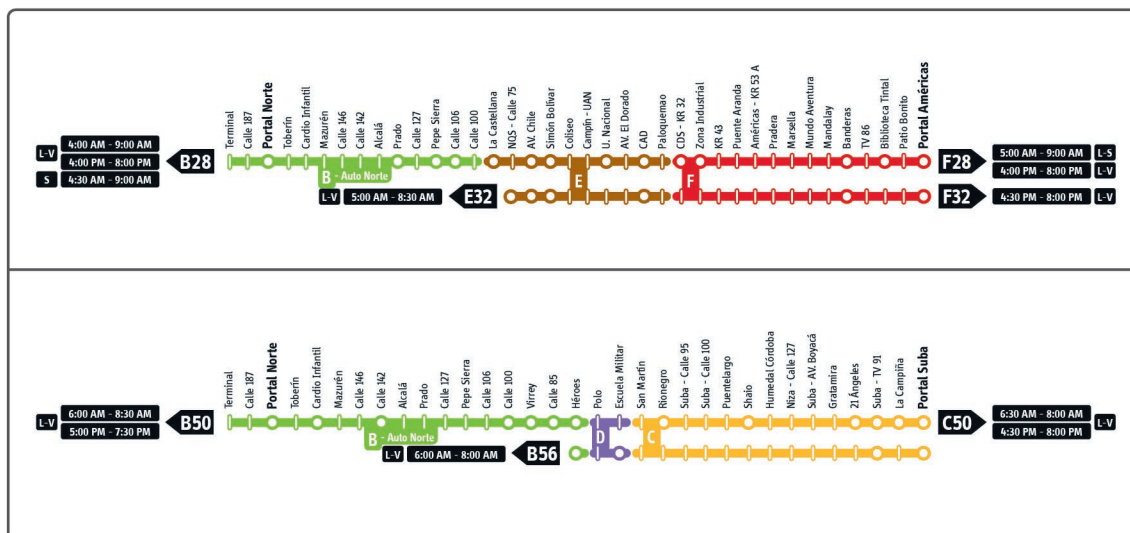 Terminal
Calle 187
Portal Norte
Toberín
Cardio Infantil
Mazurén
Calle 146
Calle 142
Alcalá
Prado
Calle 127
Pepe Sierra
Calle 106
Calle 100
La Castellana
NQS - Calle 75
AV. Chile
Simón Bolívar
Coliseo
Campín - UAN
U. Nacional
AV. El Dorado
CAD
Paloquemao
CDS - KR 32
Zona Industrial
KR 43
Puente Aranda
Américas - KR 53 A
Pradera
Marsella
Mundo Aventura
Mandalay
Banderas
TV 86
Biblioteca Tintal
Patio Bonito
Portal Américas
L-V 4:00 AM - 9:00 AM
4:00 PM - 8:00 PM
S 4:30 AM - 9:00 AM
B28
B - Auto Norte
E
F
F28
5:00 AM - 9:00 AM L-S
4:00 PM - 8:00 PM L-V
L-V 5:00 AM - 8:30 AM E32
F32 4:30 PM - 8:00 PM L-V
Terminal
Calle 187
Portal Norte
Toberín
Cardio Infantil
Mazurén
Calle 146
Calle 142
Alcalá
Prado
Calle 127
Pepe Sierra
Calle 106
Calle 100
Virrey
Calle 85
Héroes
Polo
Escuela Militar
San Martín
Rionegro
Suba - Calle 95
Suba - Calle 100
Puentelargo
Shaio
Humedal Córdoba
Niza - Calle 127
Suba - AV. Boyacá
Gratamira
21 Ángeles
Suba - TV 91
La Campiña
Portal Suba
L-V 6:00 AM - 8:30 AM
5:00 PM - 7:30 PM
B50
B - Auto Norte
D
C
C50
6:30 AM - 8:00 AM
4:30 PM - 8:00 PM L-V
L-V 6:00 AM - 8:00 AM B56